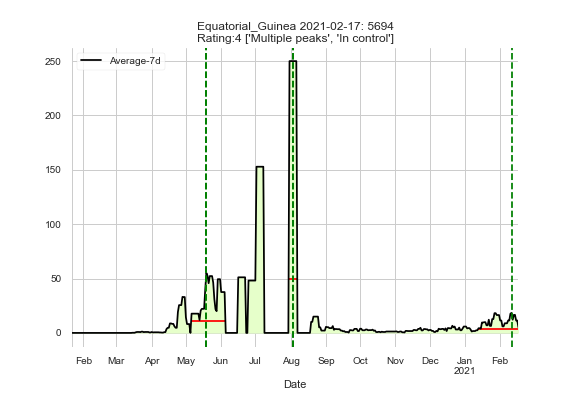 Equatorial_Guinea 2021-02-17: 5694
Rating:4 ['Multiple peaks', 'In control']
Average-7d
250
200
150
100
50
0
Feb Mar Apr May Jun Jul Aug Sep Oct Nov Dec Jan Feb
2021
Date